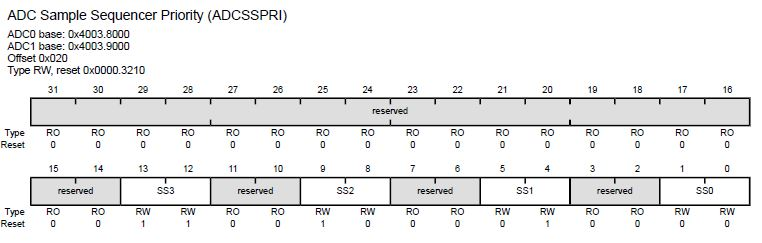 ADC Sample Sequencer Priority (ADCSSPRI)
ADC0 base: 0x4003.8000
ADC1 base: 0x4003.9000
Offset 0x020
Type RW, reset 0x0000.3210
31 30 29 28 27 26 25 24 23 22 21 20 19 18 17 16
reserved
Type RO RO RO RO RO RO RO RO RO RO RO RO RO RO RO RO
Reset 0 0 0 0 0 0 0 0 0 0 0 0 0 0 0 0
15 14 13 12 11 10 9 8 7 6 5 4 3 2 1 0
reserved SS3 reserved SS2 reserved SS1 reserved SS0
Type RO RO RW RW RO RO RW RW RO RO RW RW RO RO RW RW
Reset 0 0 1 1 0 0 1 0 0 0 0 1 0 0 0 0